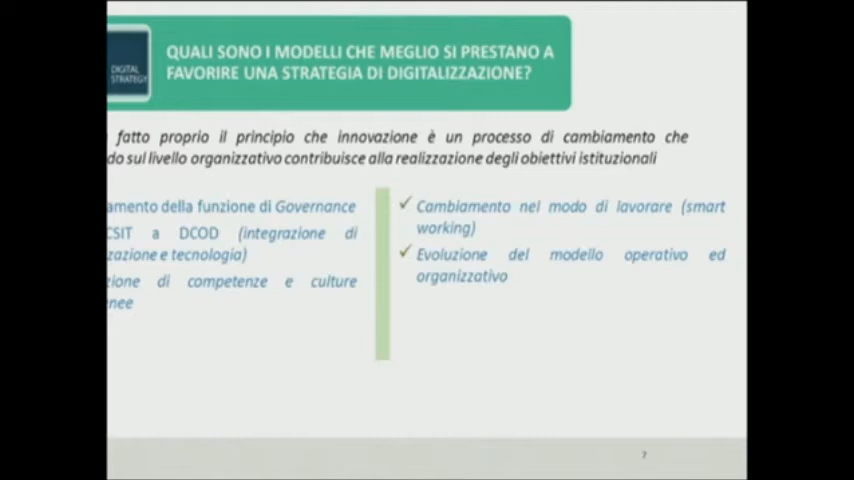 DIGITAL
STRATEGY
QUALI SONO I MODELLI CHE MEGLIO SI PRESTANO A
FAVORIRE UNA STRATEGIA DI DIGITALIZZAZIONE?
fatto proprio il principio che innovazione è un processo di cambiamento che
do sul livello organizzativo contribuisce alla realizzazione degli obiettivi istituzionali
amento della funzione di Governance
CSIT a DCOD (integrazione di
zazione e tecnologia)
zione di competenze e culture
nee
✓ Cambiamento nel modo di lavorare (smart
working)
✓ Evoluzione del modello operativo ed
organizzativo
7